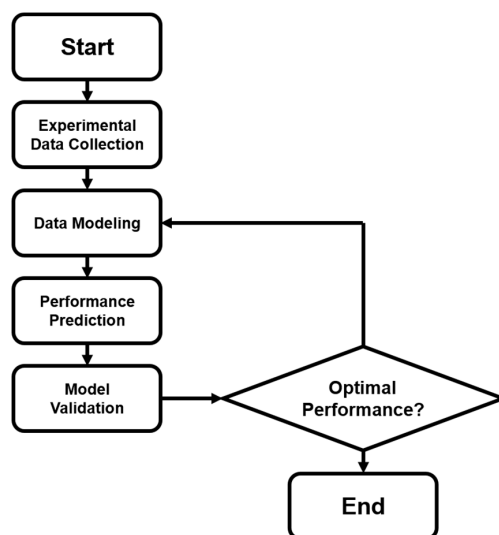 Start
Experimental
Data Collection
Data Modeling
Performance
Prediction
Model
Validation
Optimal
Performance?
End